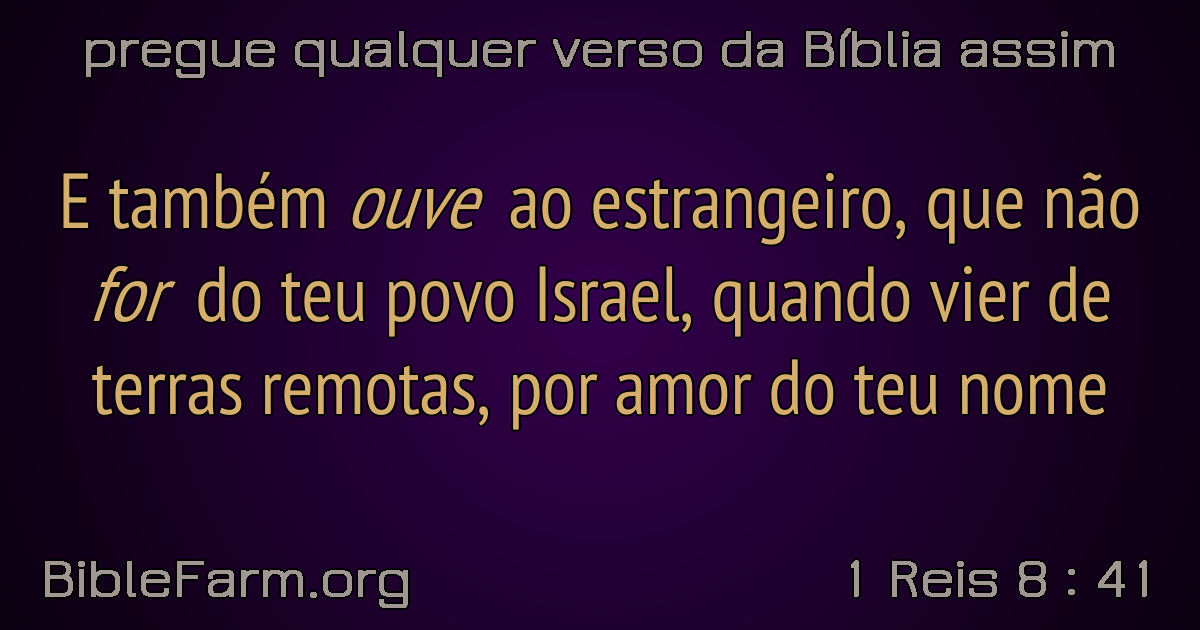 pregue qualquer verso da Bíblia assim
E também ouve ao estrangeiro, que não
for do teu povo Israel, quando vier de
terras remotas, por amor do teu nome
BibleFarm.org
1 Reis 8 : 41